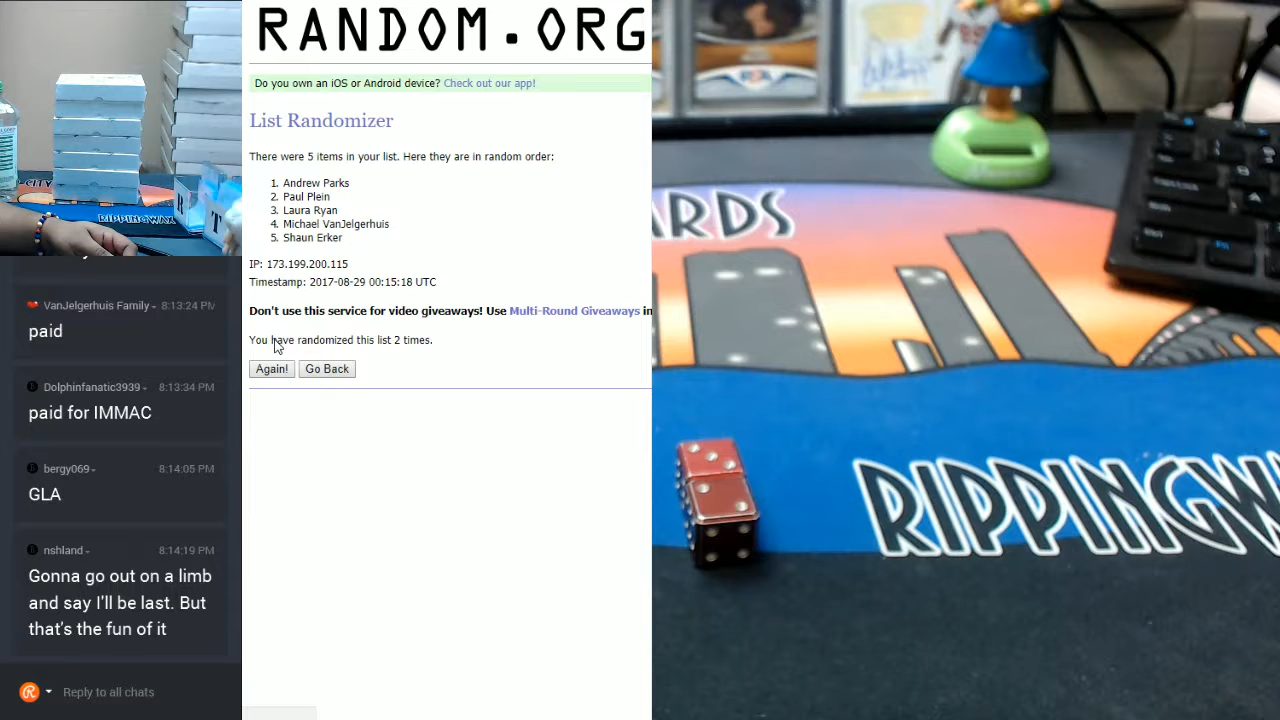 RANDOM.ORG
Do you own an iOS or Android device? Check out our app!
List Randomizer
There were 5 items in your list. Here they are in random order:
1. Andrew Parks
2. Paul Plein
3. Laura Ryan
4. Michael VanJelgerhuis
5. Shaun Erker
IP: 173.199.200.115
Timestamp: 2017-08-29 00:15:18 UTC
Don't use this service for video giveaways! Use Multi-Round Giveaways in
You have randomized this list 2 times.
Again! Go Back
RIPPINGWAX
VanJelgerhuis Family 8:13:24 PM
paid
Dolphinfanatic3939 8:13:34 PM
paid for IMMAC
bergy069 8:14:05 PM
GLA
nshland 8:14:19 PM
Gonna go out on a limb
and say I'll be last. But
that's the fun of it
Reply to all chats
ARDS
RIPPINGW